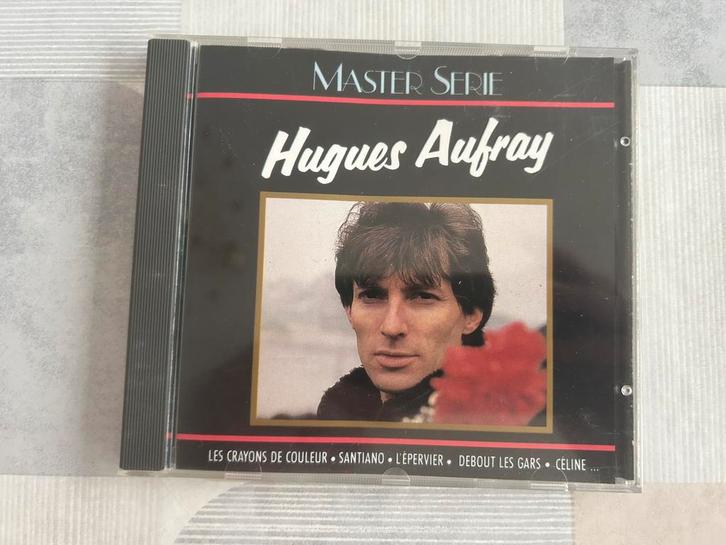 MASTER SERIE
Hugues Aufray
LES CRAYONS DE COULEUR • SANTIANO • L'ÉPERVIER • DEBOUT LES GARS • CÉLINE ...